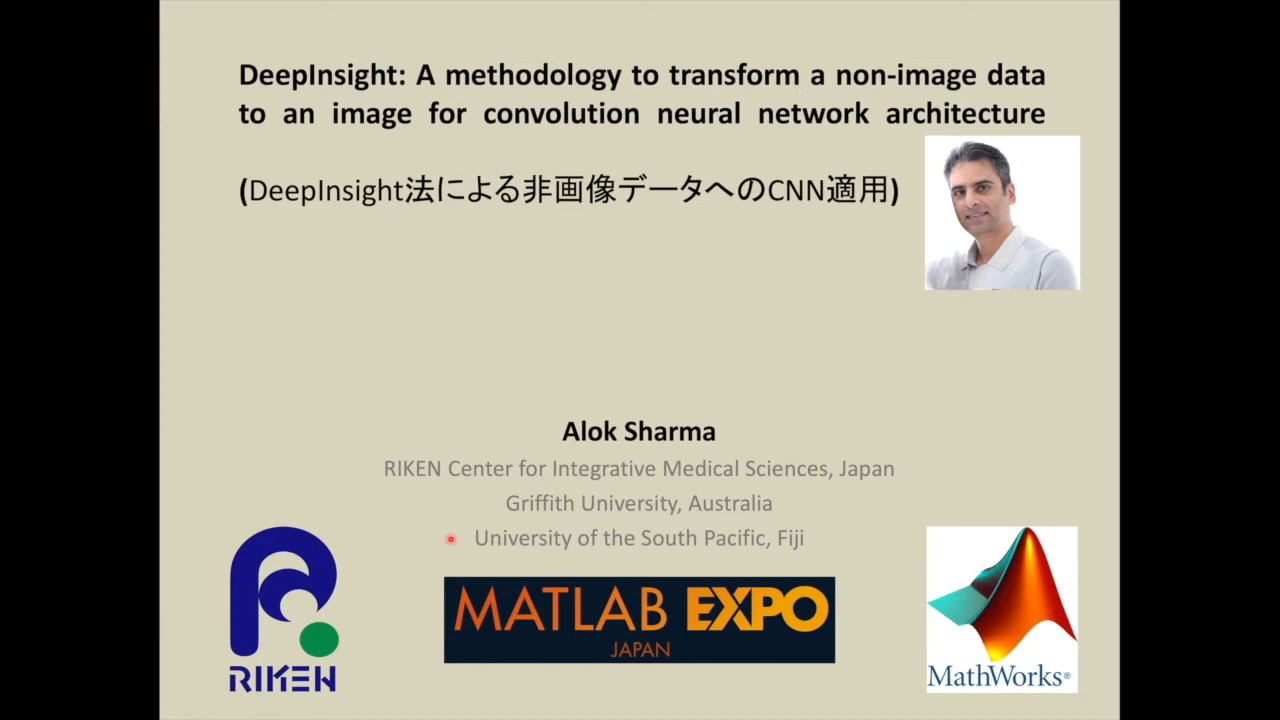 DeepInsight: A methodology to transform a non-image data
to an image for convolution neural network architecture
(DeepInsight法による非画像データへのCNN適用)
Alok Sharma
RIKEN Center for Integrative Medical Sciences, Japan
Griffith University, Australia
University of the South Pacific, Fiji
RIKEN
MATLAB EXPO
JAPAN
MathWorks®